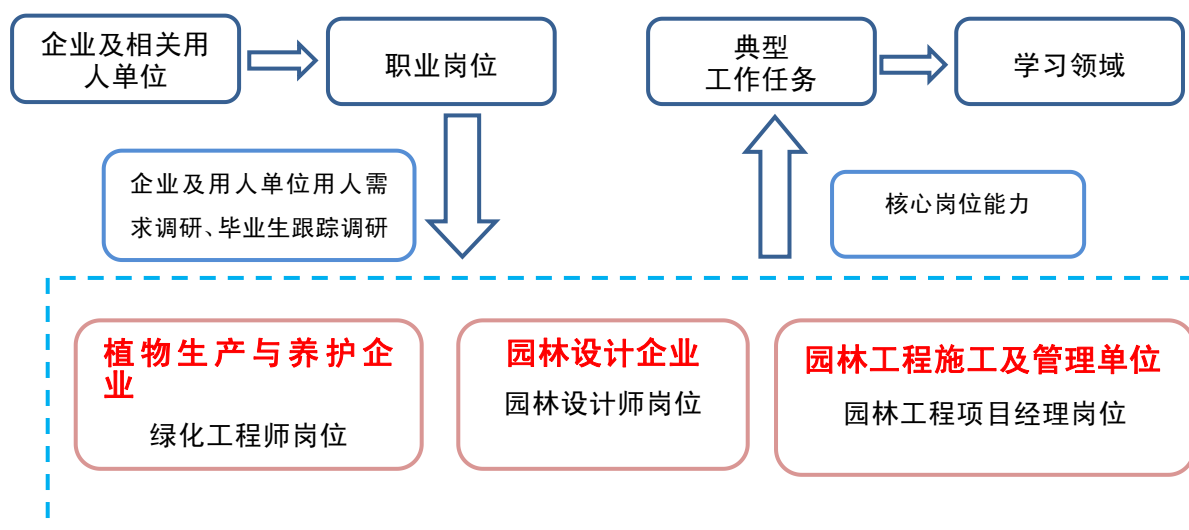 企业及相关用
人单位
职业岗位
典型
工作任务
学习领域
企业及用人单位用人需
求调研、毕业生跟踪调研
核心岗位能力
植物生产与养护企
业
绿化工程师岗位
园林设计企业
园林设计师岗位
园林工程施工及管理单位
园林工程项目经理岗位